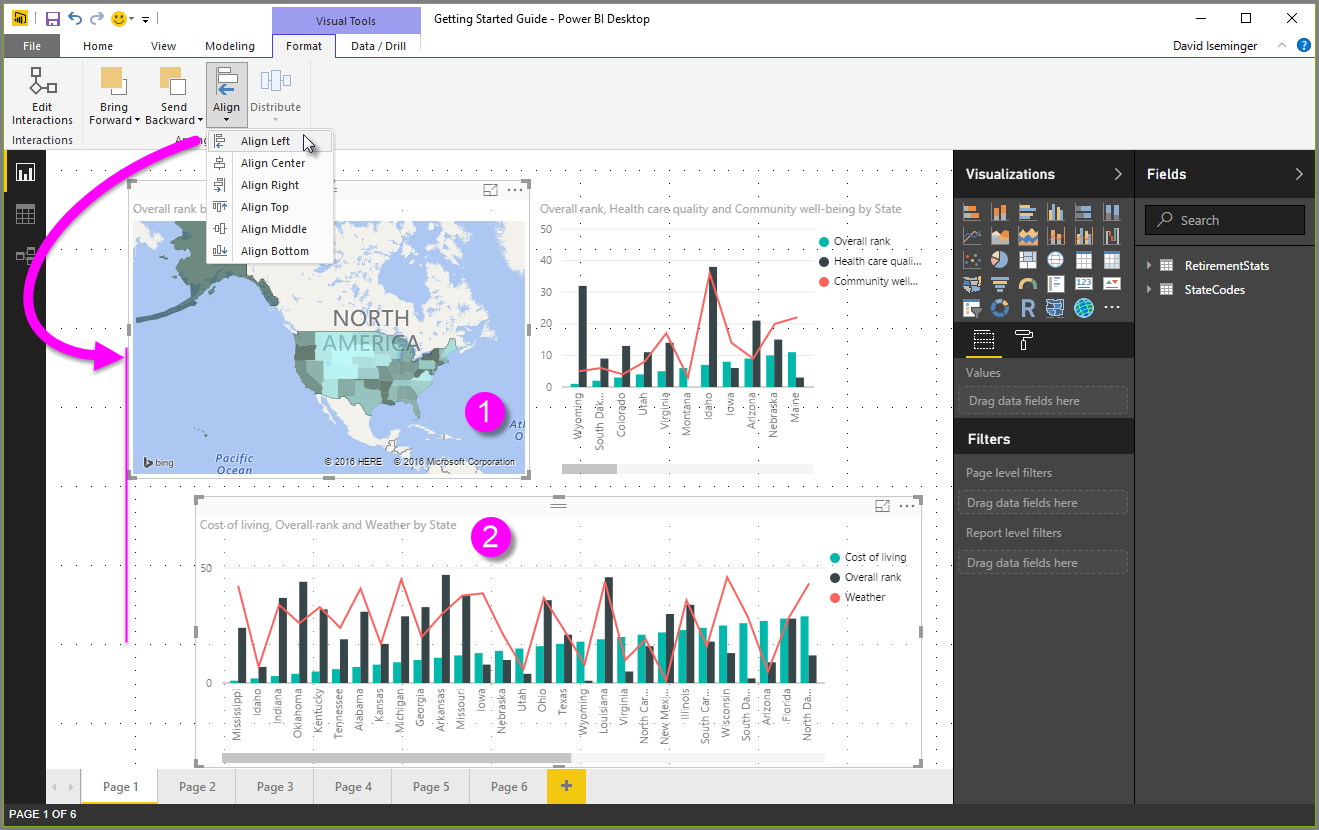 Visual Tools
Getting Started Guide - Power BI Desktop
File
Home
View
Modeling
Format
Data / Drill
David Iseminger
?
Edit
Interactions
Bring
Forward
Send
Backward
Align
Distribute
Interactions
Arrang
Align Left
Align Center
Align Right
Align Top
Align Middle
Align Bottom
Overall rank b
NORTH
AMERICA
1
Pacific
Ocean
Atl
O
bing
© 2016 HERE © 2016 Microsoft Corporation
Overall rank, Health care quality and Community well-being by State
50
40
30
20
10
0
Overall rank
Health care quali...
Community well...
Wyoming
South Dak...
Colorado
Utah
Virginia
Montana
Idaho
Iowa
Arizona
Nebraska
Maine
Cost of living, Overall rank and Weather by State
2
50
0
Cost of living
Overall rank
Weather
Mississippi
Idaho
Indiana
Oklahoma
Kentucky
Tennessee
Alabama
Kansas
Michigan
Georgia
Arkansas
Missouri
Iowa
Nebraska
Utah
Ohio
Texas
Wyoming
Louisiana
Virginia
North Car...
New Mexi...
Illinois
South Car...
Wisconsin
South Da...
Arizona
Florida
North Da...
Visualizations
123
R
Values
Drag data fields here
Filters
Page level filters
Drag data fields here
Report level filters
Drag data fields here
Fields
Search
RetirementStats
StateCodes
Page 1
Page 2
Page 3
Page 4
Page 5
Page 6
+
PAGE 1 OF 6